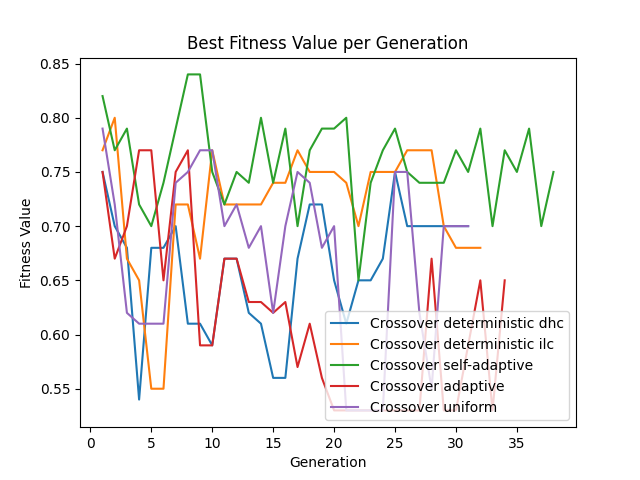 Best Fitness Value per Generation
Fitness Value
0.85
0.80
0.75
0.70
0.65
0.60
0.55
0
5
10
15
20
25
30
35
Generation
Crossover deterministic dhc
Crossover deterministic ilc
Crossover self-adaptive
Crossover adaptive
Crossover uniform